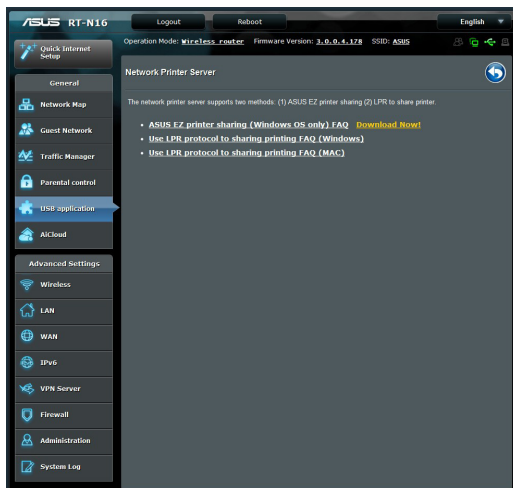 ASUS RT-N16
Logout
Reboot
English
Quick Internet
Setup
Operation Mode: Wireless router Firmware Version: 3.0.0.4.178 SSID: ASUS
General
Network Map
Guest Network
Traffic Manager
Parental control
USB application
AiCloud
Advanced Settings
Wireless
LAN
WAN
IPv6
VPN Server
Firewall
Administration
System Log
Network Printer Server
The network printer server supports two methods: (1) ASUS EZ printer sharing (2) LPR to share printer.
• ASUS EZ printer sharing (Windows OS only) FAQ Download Now!
• Use LPR protocol to sharing printing FAQ (Windows)
• Use LPR protocol to sharing printing FAQ (MAC)